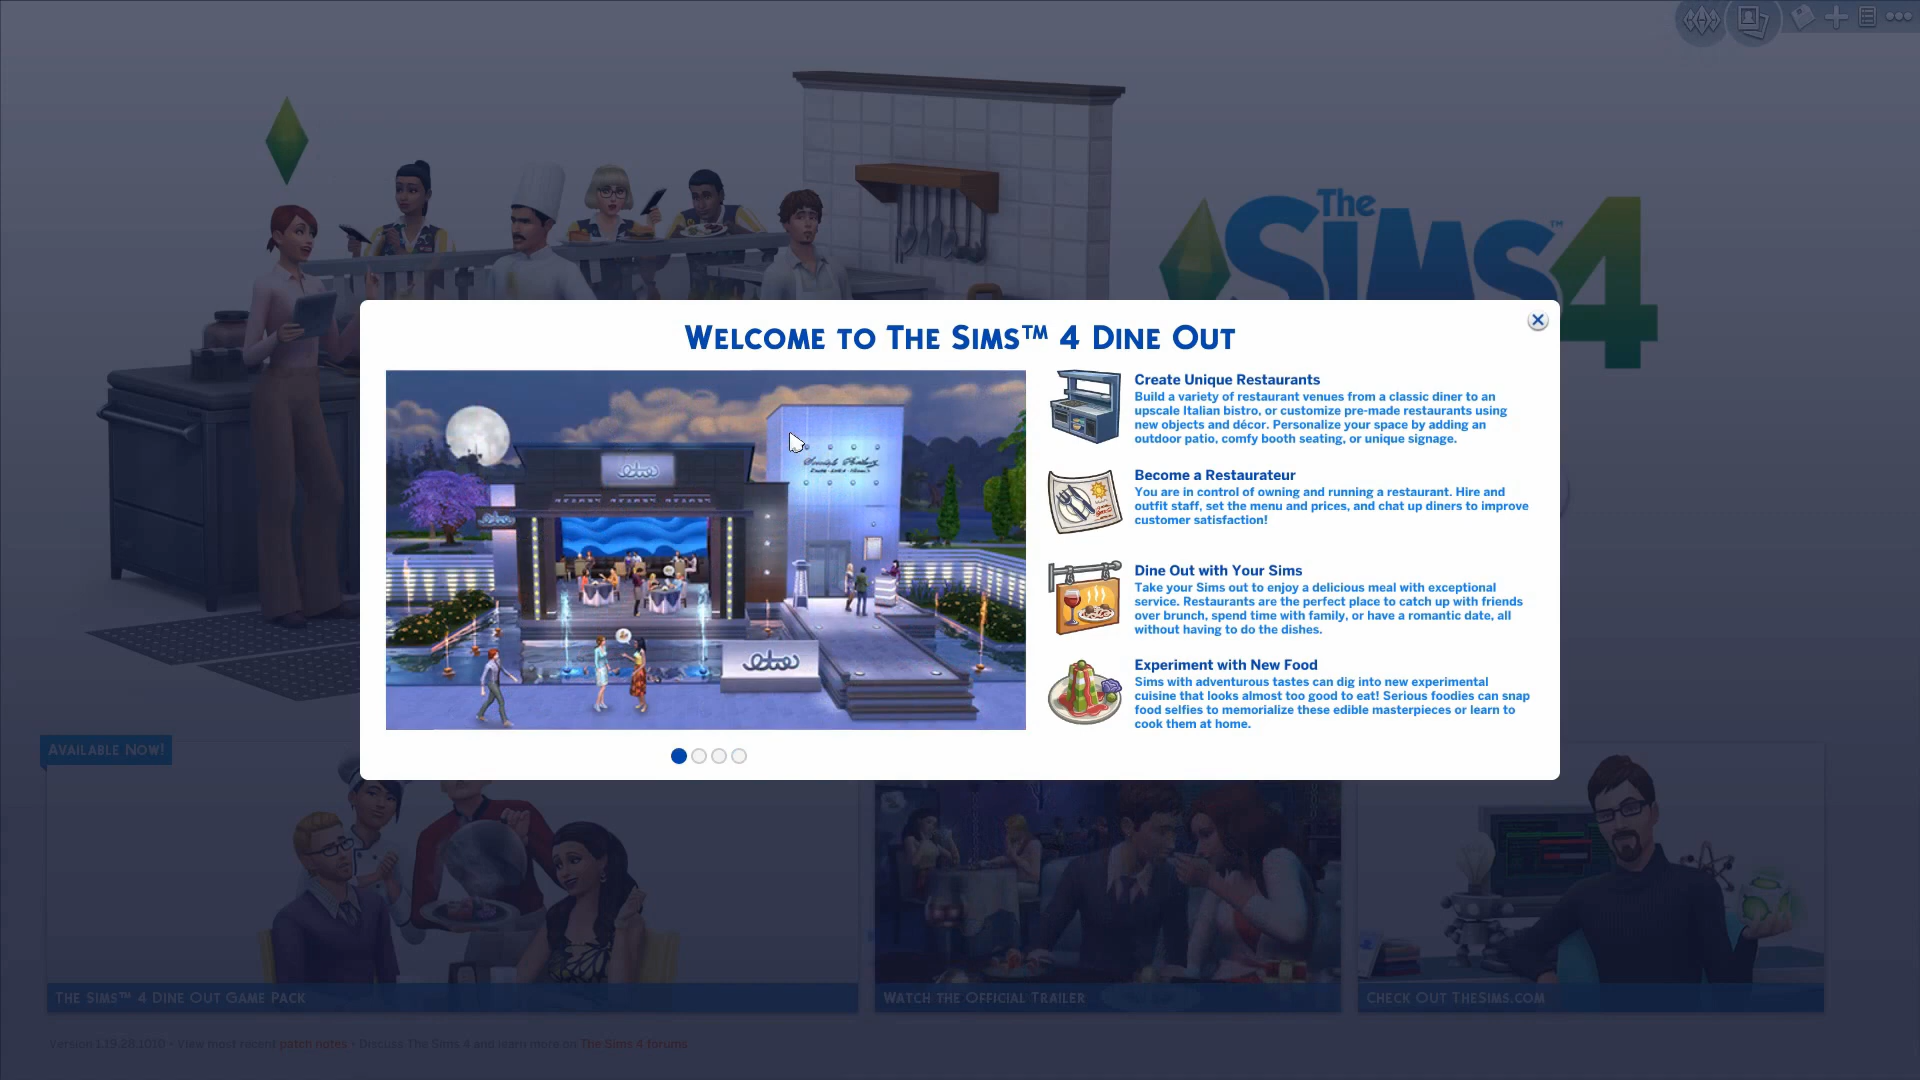 The
SiMS 4™
WELCOME TO THE SIMS™ 4 DINE OUT
Create Unique Restaurants
Build a variety of restaurant venues from a classic diner to an
upscale Italian bistro, or customize pre-made restaurants using
new objects and décor. Personalize your space by adding an
outdoor patio, comfy booth seating, or unique signage.
Become a Restaurateur
You are in control of owning and running a restaurant. Hire and
outfit staff, set the menu and prices, and chat up diners to improve
customer satisfaction!
Dine Out with Your Sims
Take your Sims out to enjoy a delicious meal with exceptional
service. Restaurants are the perfect place to catch up with friends
over brunch, spend time with family, or have a romantic date, all
without having to do the dishes.
Experiment with New Food
Sims with adventurous tastes can dig into new experimental
cuisine that looks almost too good to eat! Serious foodies can snap
food selfies to memorialize these edible masterpieces or learn to
cook them at home.
AVAILABLE NOW!
THE SIMS™ 4 DINE OUT GAME PACK
WATCH THE OFFICIAL TRAILER
CHECK OUT THESIMS.COM
Version 1.19.28.1010 • View most recent patch notes • Discuss The Sims 4 and learn more on The Sims 4 forums